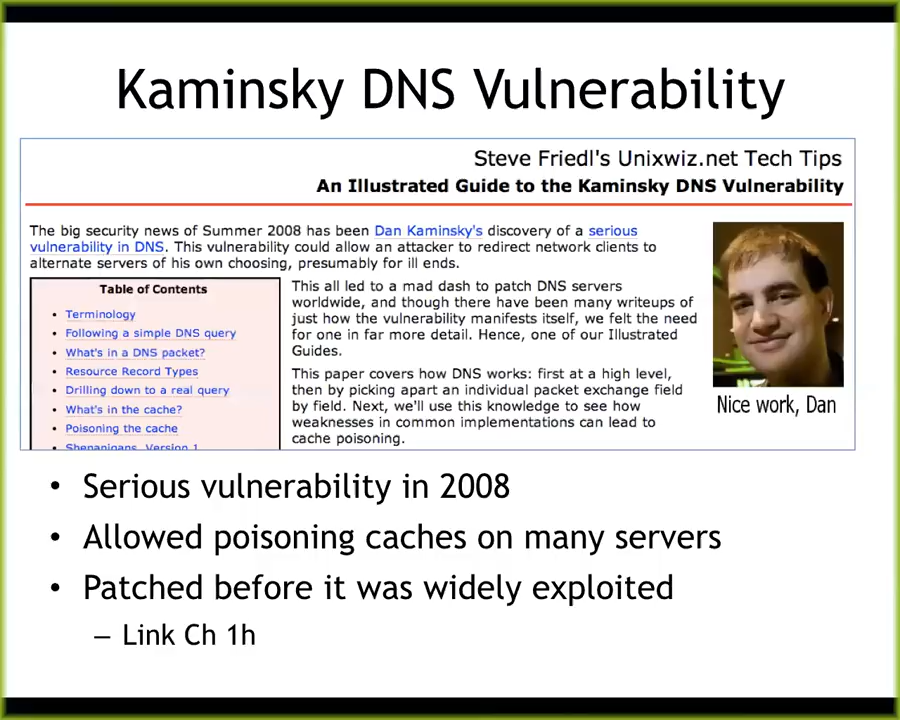 Kaminsky DNS Vulnerability
Steve Friedl's Unixwiz.net Tech Tips
An Illustrated Guide to the Kaminsky DNS Vulnerability
The big security news of Summer 2008 has been Dan Kaminsky's discovery of a serious
vulnerability in DNS. This vulnerability could allow an attacker to redirect network clients to
alternate servers of his own choosing, presumably for ill ends.
Table of Contents
• Terminology
• Following a simple DNS query
• What's in a DNS packet?
• Resource Record Types
• Drilling down to a real query
• What's in the cache?
• Poisoning the cache
• Shenanigans, Version 1
This all led to a mad dash to patch DNS servers
worldwide, and though there have been many writeups of
just how the vulnerability manifests itself, we felt the need
for one in far more detail. Hence, one of our Illustrated
Guides.
This paper covers how DNS works: first at a high level,
then by picking apart an individual packet exchange field
by field. Next, we'll use this knowledge to see how
weaknesses in common implementations can lead to
cache poisoning.
Nice work, Dan
• Serious vulnerability in 2008
• Allowed poisoning caches on many servers
• Patched before it was widely exploited
– Link Ch 1h